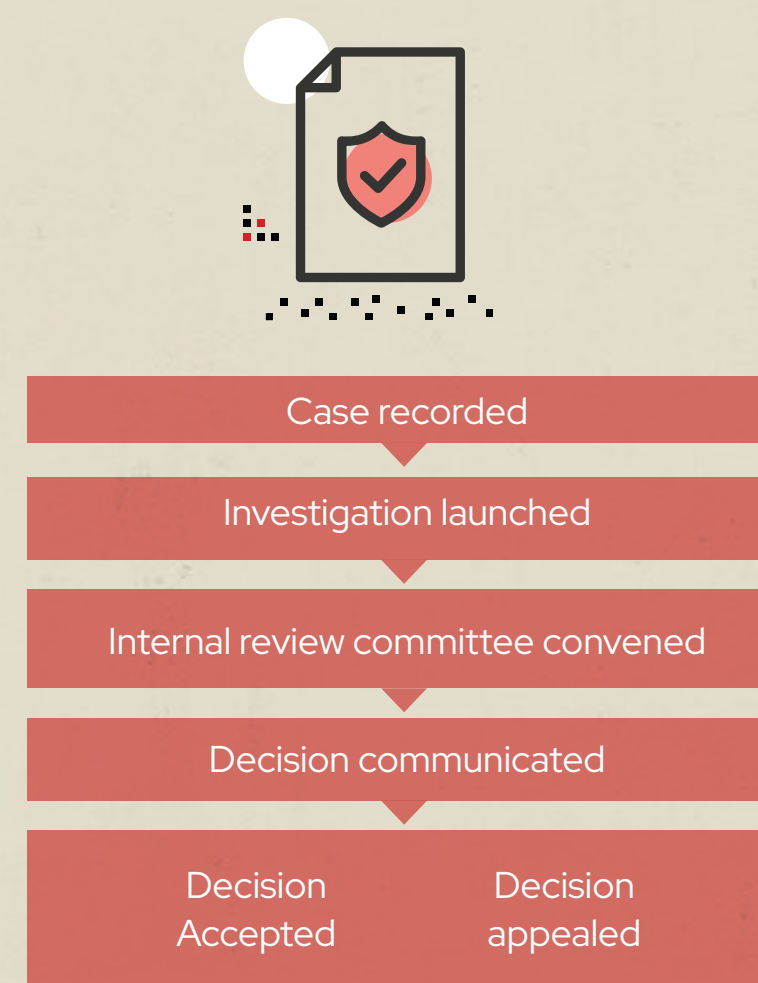 Case recorded
Investigation launched
Internal review committee convened
Decision communicated
Decision
Accepted
Decision
appealed